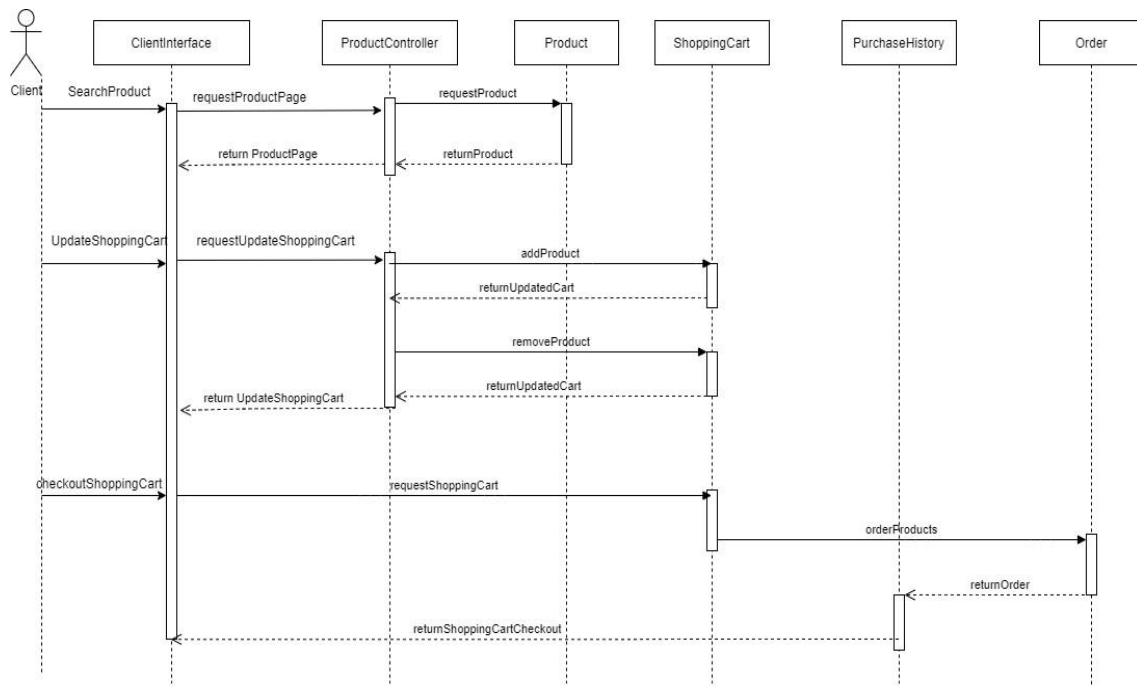 ClientInterface
ProductController
Product
ShoppingCart
PurchaseHistory
Order
Client
SearchProduct
requestProductPage
requestProduct
return ProductPage
returnProduct
UpdateShoppingCart
requestUpdateShoppingCart
addProduct
returnUpdatedCart
removeProduct
returnUpdatedCart
return UpdateShoppingCart
checkoutShoppingCart
requestShoppingCart
orderProducts
returnOrder
returnShoppingCartCheckout